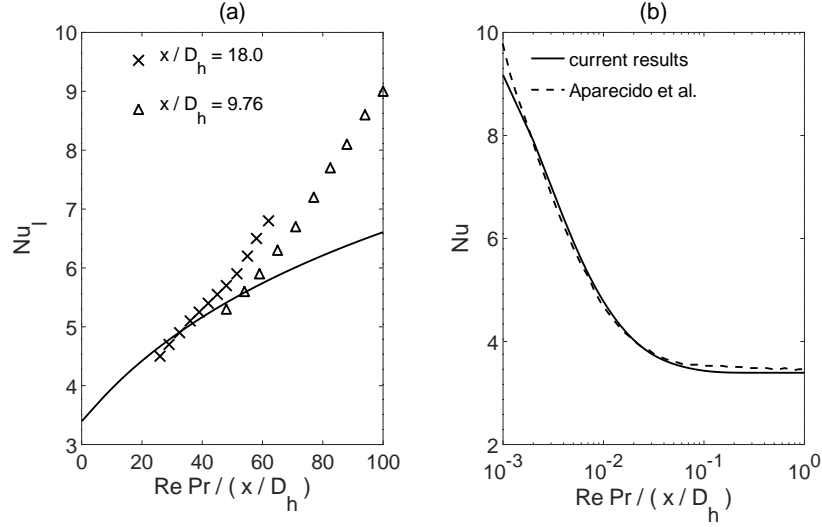 (a)
10
9
8
7
6
5
4
3
Nu_l
x / D_h = 18.0
x / D_h = 9.76
0
20
40
60
80
100
Re Pr / ( x / D_h )
(b)
10
8
6
4
2
Nu
current results
Aparecido et al.
10^-3
10^-2
10^-1
10^0
Re Pr / ( x / D_h )